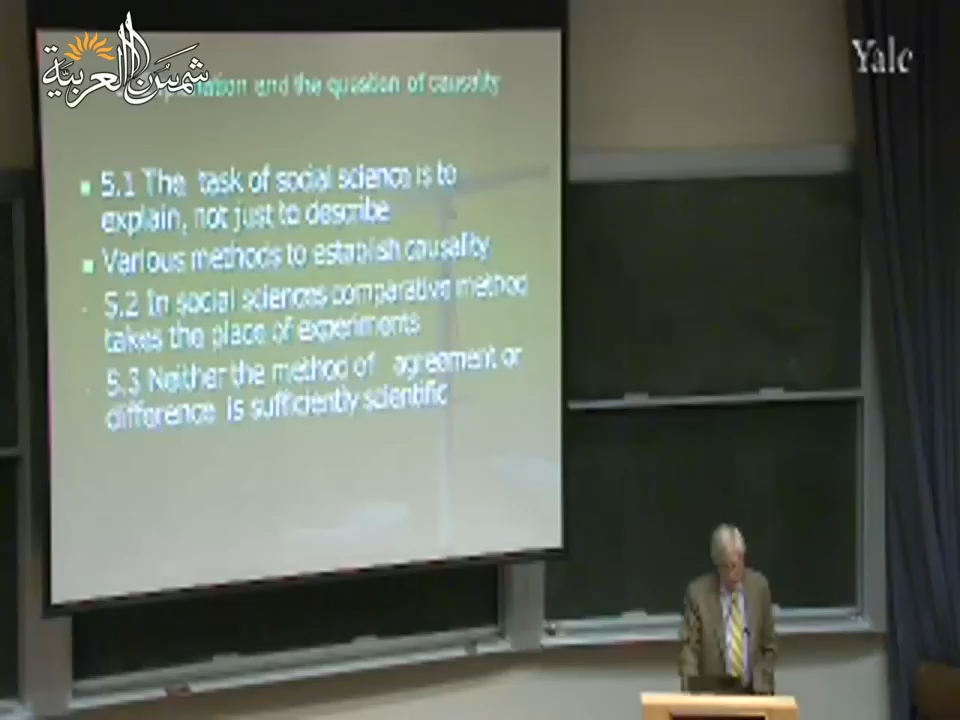 شمس العربية
Yale
and the question of causality
5.1 The task of social science is to
explain, not just to describe
Various methods to establish causality
5.2 In social sciences comparative method
takes the place of experiments
5.3 Neither the method of agreement or
difference is sufficiently scientific